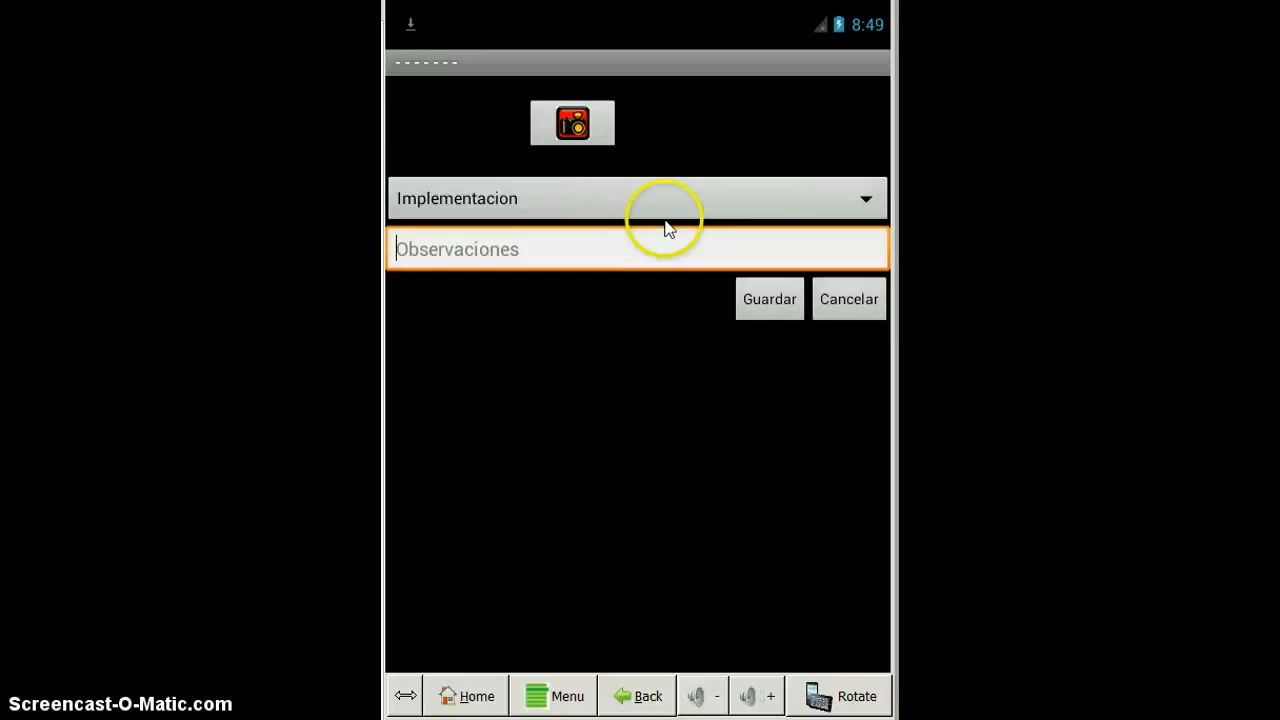 8:49
-------
Implementacion
Observaciones
Guardar Cancelar
Home Menu Back - + Rotate
Screencast-O-Matic.com